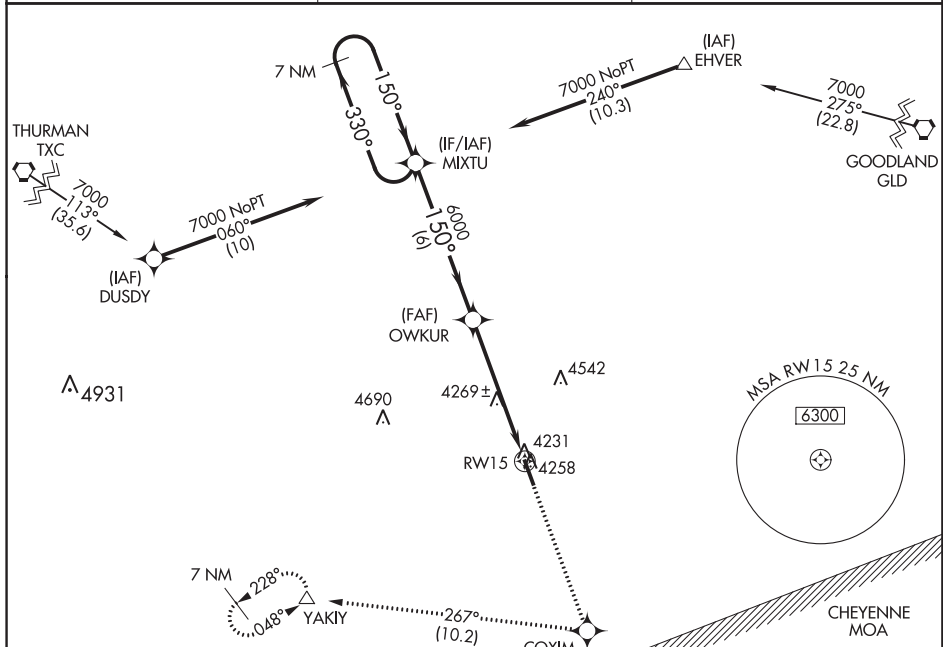 7 NM
150°
330°
(IAF)
EHVER
7000 NoPT
240°
(10.3)
7000
275°
(22.8)
GOODLAND
GLD
THURMAN
TXC
7000
113°
(35.6)
(IF/IAF)
MIXTU
7000 NoPT
060°
(10)
6000
150°
(6)
(IAF)
DUSDY
(FAF)
OWKUR
4931
4690
4269±
4542
MSA RW15 25 NM
6300
RW15
4231
4258
7 NM
228°
048°
YAKIY
267°
(10.2)
CHEYENNE
MOA